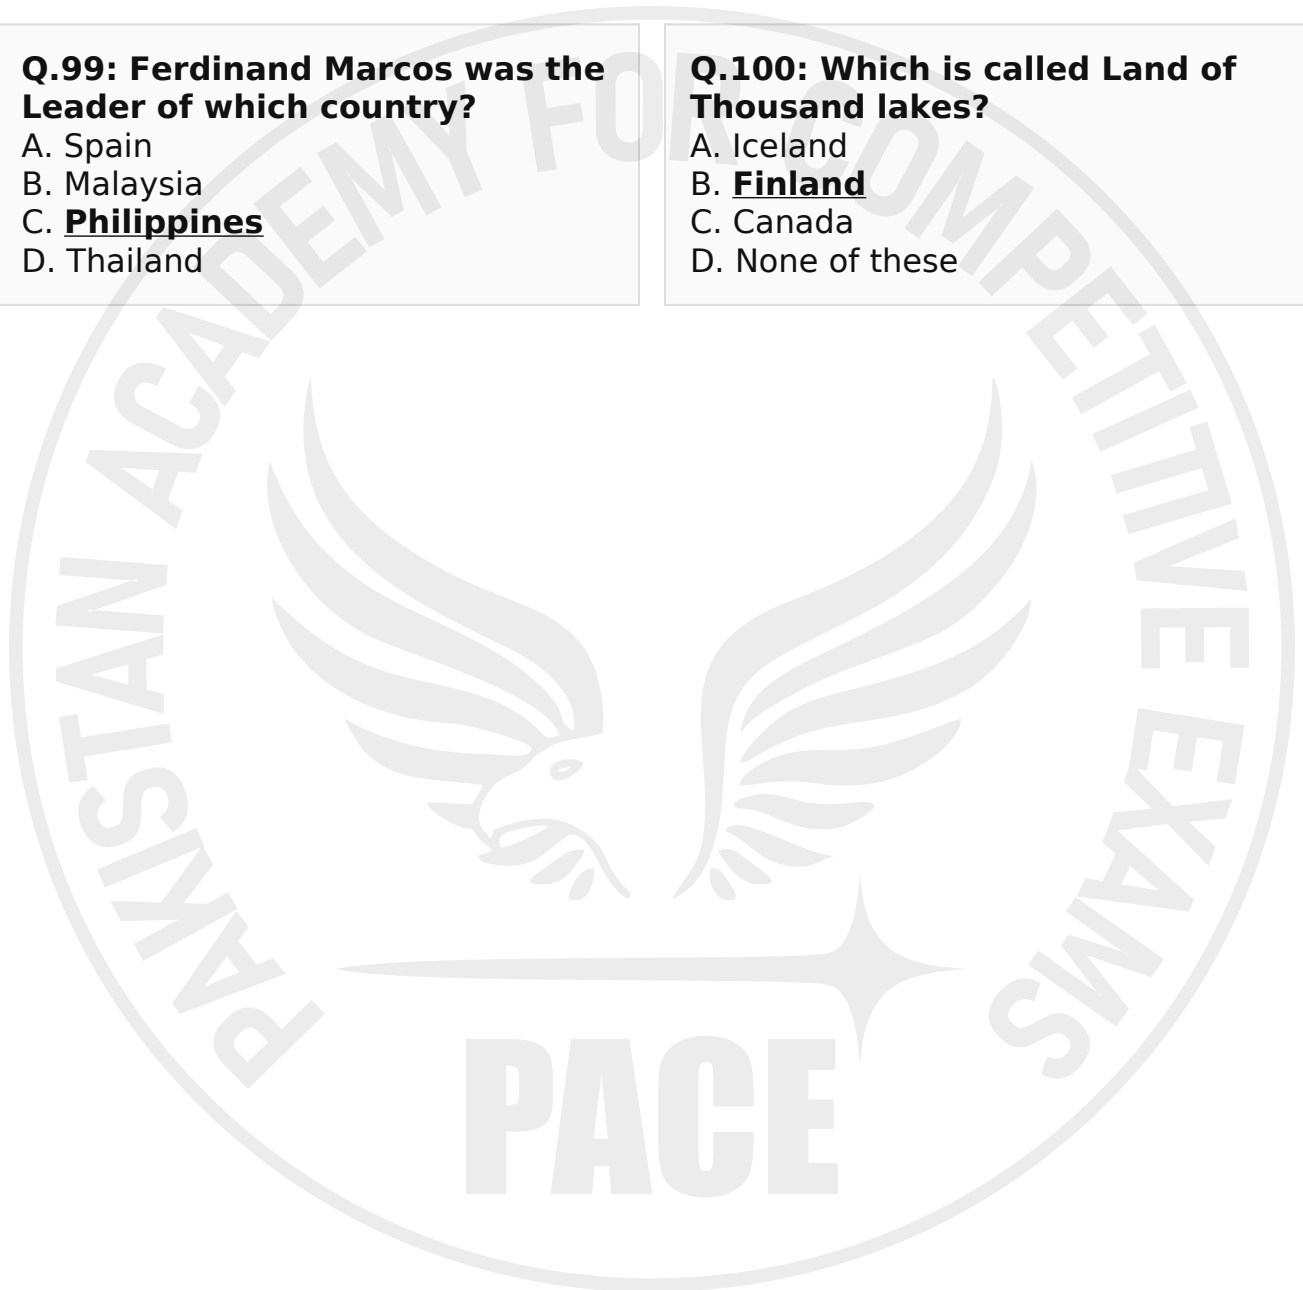 Q.99: Ferdinand Marcos was the
Leader of which country?
A. Spain
B. Malaysia
C. Philippines
D. Thailand
Q.100: Which is called Land of
Thousand lakes?
A. Iceland
B. Finland
C. Canada
D. None of these
PAKISTAN ACADEMY FOR COMPETITIVE EXAMS
PACE